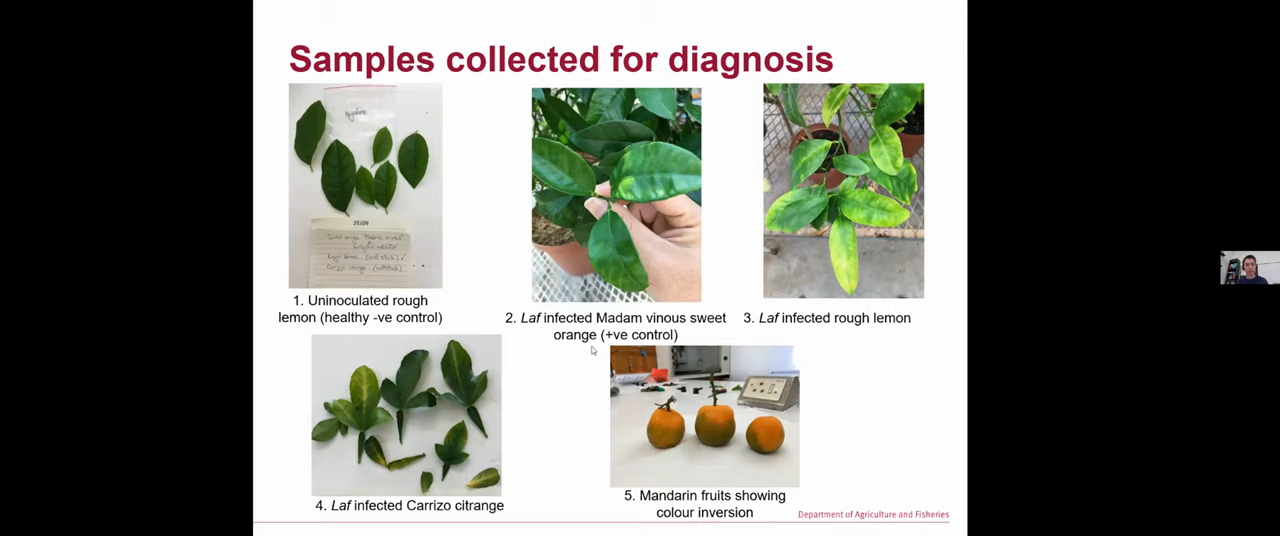 Samples collected for diagnosis
1. Uninoculated rough
lemon (healthy -ve control)
2. Laf infected Madam vinous sweet
orange (+ve control)
3. Laf infected rough lemon
4. Laf infected Carrizo citrange
5. Mandarin fruits showing
colour inversion
Department of Agriculture and Fisheries